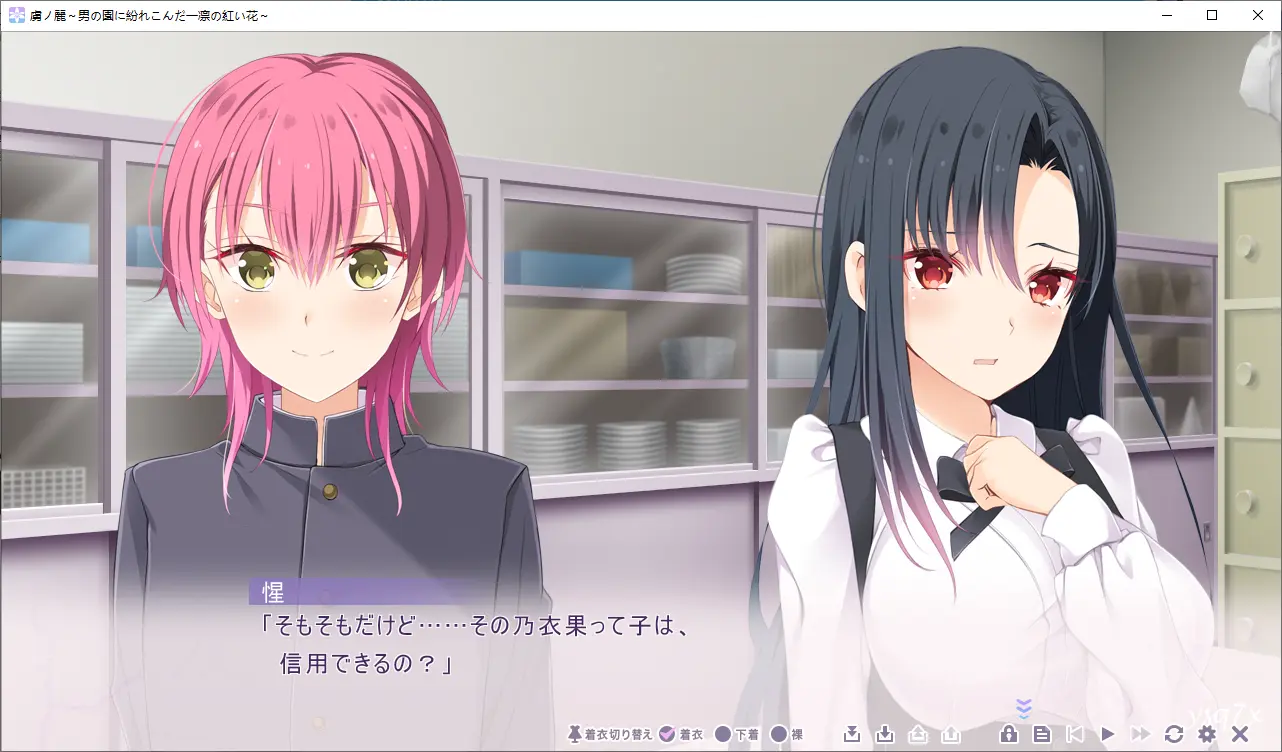 虜ノ麗~男の園に紛れこんだ一凛の紅い花~
惺
「そもそもだけど……その乃衣果って子は、
信用できるの？」
着衣切り替え 着衣 下着 裸
ysq7x